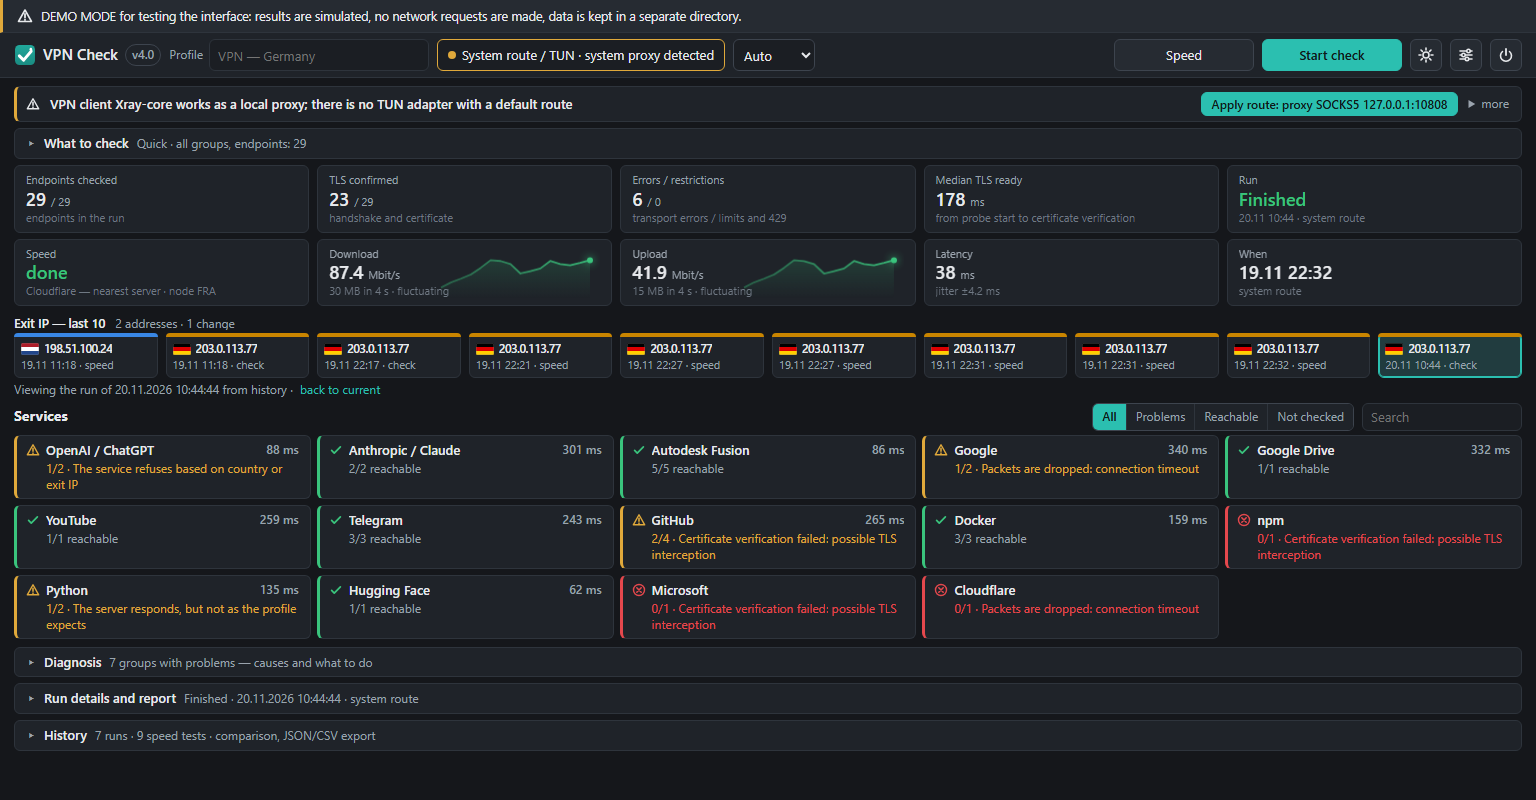 DEMO MODE for testing the interface: results are simulated, no network requests are made, data is kept in a separate directory.
VPN Check v4.0 Profile VPN — Germany System route / TUN · system proxy detected Auto Speed Start check
VPN client Xray-core works as a local proxy; there is no TUN adapter with a default route Apply route: proxy SOCKS5 127.0.0.1:10808 more
What to check Quick · all groups, endpoints: 29
Endpoints checked
29 / 29
endpoints in the run
TLS confirmed
23 / 29
handshake and certificate
Errors / restrictions
6 / 0
transport errors / limits and 429
Median TLS ready
178 ms
from probe start to certificate verification
Run
Finished
20.11 10:44 · system route
Speed
done
Cloudflare — nearest server · node FRA
Download
87.4 Mbit/s
30 MB in 4 s · fluctuating
Upload
41.9 Mbit/s
15 MB in 4 s · fluctuating
Latency
38 ms
jitter ±4.2 ms
When
19.11 22:32
system route
Exit IP — last 10 2 addresses · 1 change
198.51.100.24
19.11 11:18 · speed
203.0.113.77
19.11 11:18 · check
203.0.113.77
19.11 22:17 · check
203.0.113.77
19.11 22:21 · speed
203.0.113.77
19.11 22:27 · speed
203.0.113.77
19.11 22:27 · speed
203.0.113.77
19.11 22:31 · speed
203.0.113.77
19.11 22:31 · speed
203.0.113.77
19.11 22:32 · speed
203.0.113.77
20.11 10:44 · check
Viewing the run of 20.11.2026 10:44:44 from history · back to current
Services All Problems Reachable Not checked Search
OpenAI / ChatGPT 88 ms
1/2 · The service refuses based on country or
exit IP
Anthropic / Claude 301 ms
2/2 reachable
Autodesk Fusion 86 ms
5/5 reachable
Google 340 ms
1/2 · Packets are dropped: connection timeout
Google Drive 332 ms
1/1 reachable
YouTube 259 ms
1/1 reachable
Telegram 243 ms
3/3 reachable
GitHub 265 ms
2/4 · Certificate verification failed: possible TLS
interception
Docker 159 ms
3/3 reachable
npm
0/1 · Certificate verification failed: possible TLS
interception
Python 135 ms
1/2 · The server responds, but not as the profile
expects
Hugging Face 62 ms
1/1 reachable
Microsoft
0/1 · Certificate verification failed: possible TLS
interception
Cloudflare
0/1 · Packets are dropped: connection timeout
Diagnosis 7 groups with problems — causes and what to do
Run details and report Finished · 20.11.2026 10:44:44 · system route
History 7 runs · 9 speed tests · comparison, JSON/CSV export